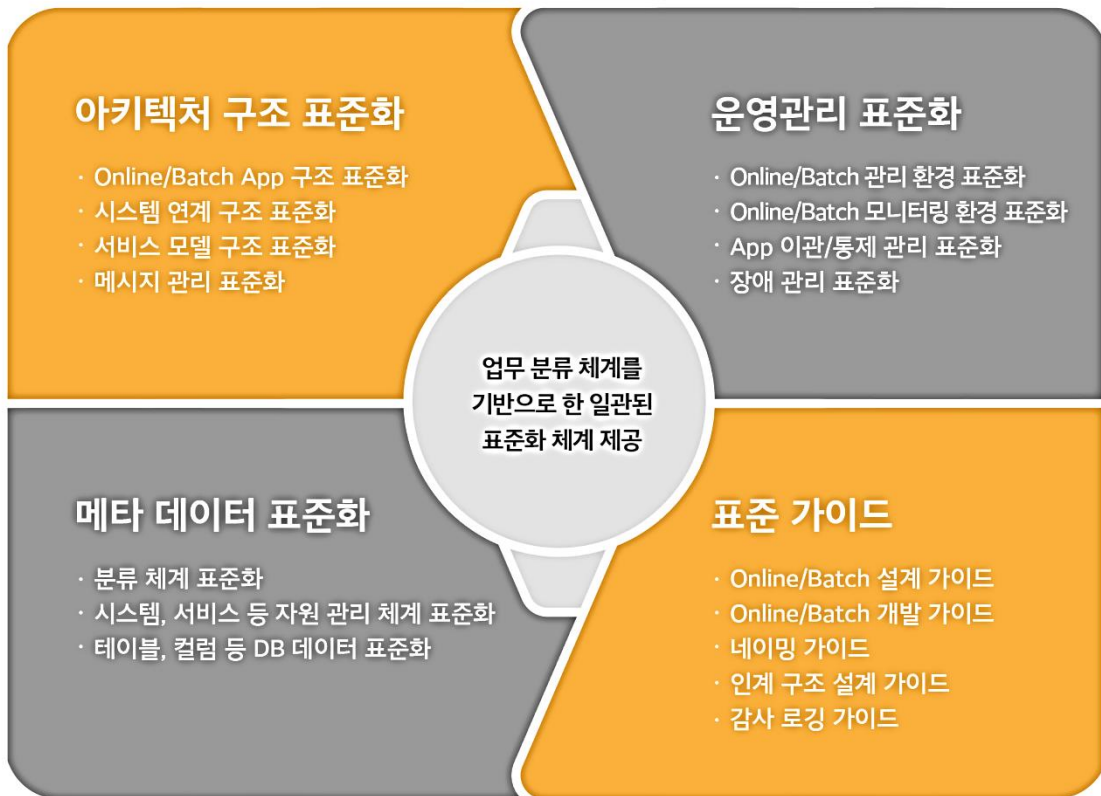 아키텍처 구조 표준화
· Online/Batch App 구조 표준화
· 시스템 연계 구조 표준화
· 서비스 모델 구조 표준화
· 메시지 관리 표준화
운영관리 표준화
· Online/Batch 관리 환경 표준화
· Online/Batch 모니터링 환경 표준화
· App 이관/통제 관리 표준화
· 장애 관리 표준화
업무 분류 체계를
기반으로 한 일관된
표준화 체계 제공
메타 데이터 표준화
· 분류 체계 표준화
· 시스템, 서비스 등 자원 관리 체계 표준화
· 테이블, 컬럼 등 DB 데이터 표준화
표준 가이드
· Online/Batch 설계 가이드
· Online/Batch 개발 가이드
· 네이밍 가이드
· 인계 구조 설계 가이드
· 감사 로깅 가이드